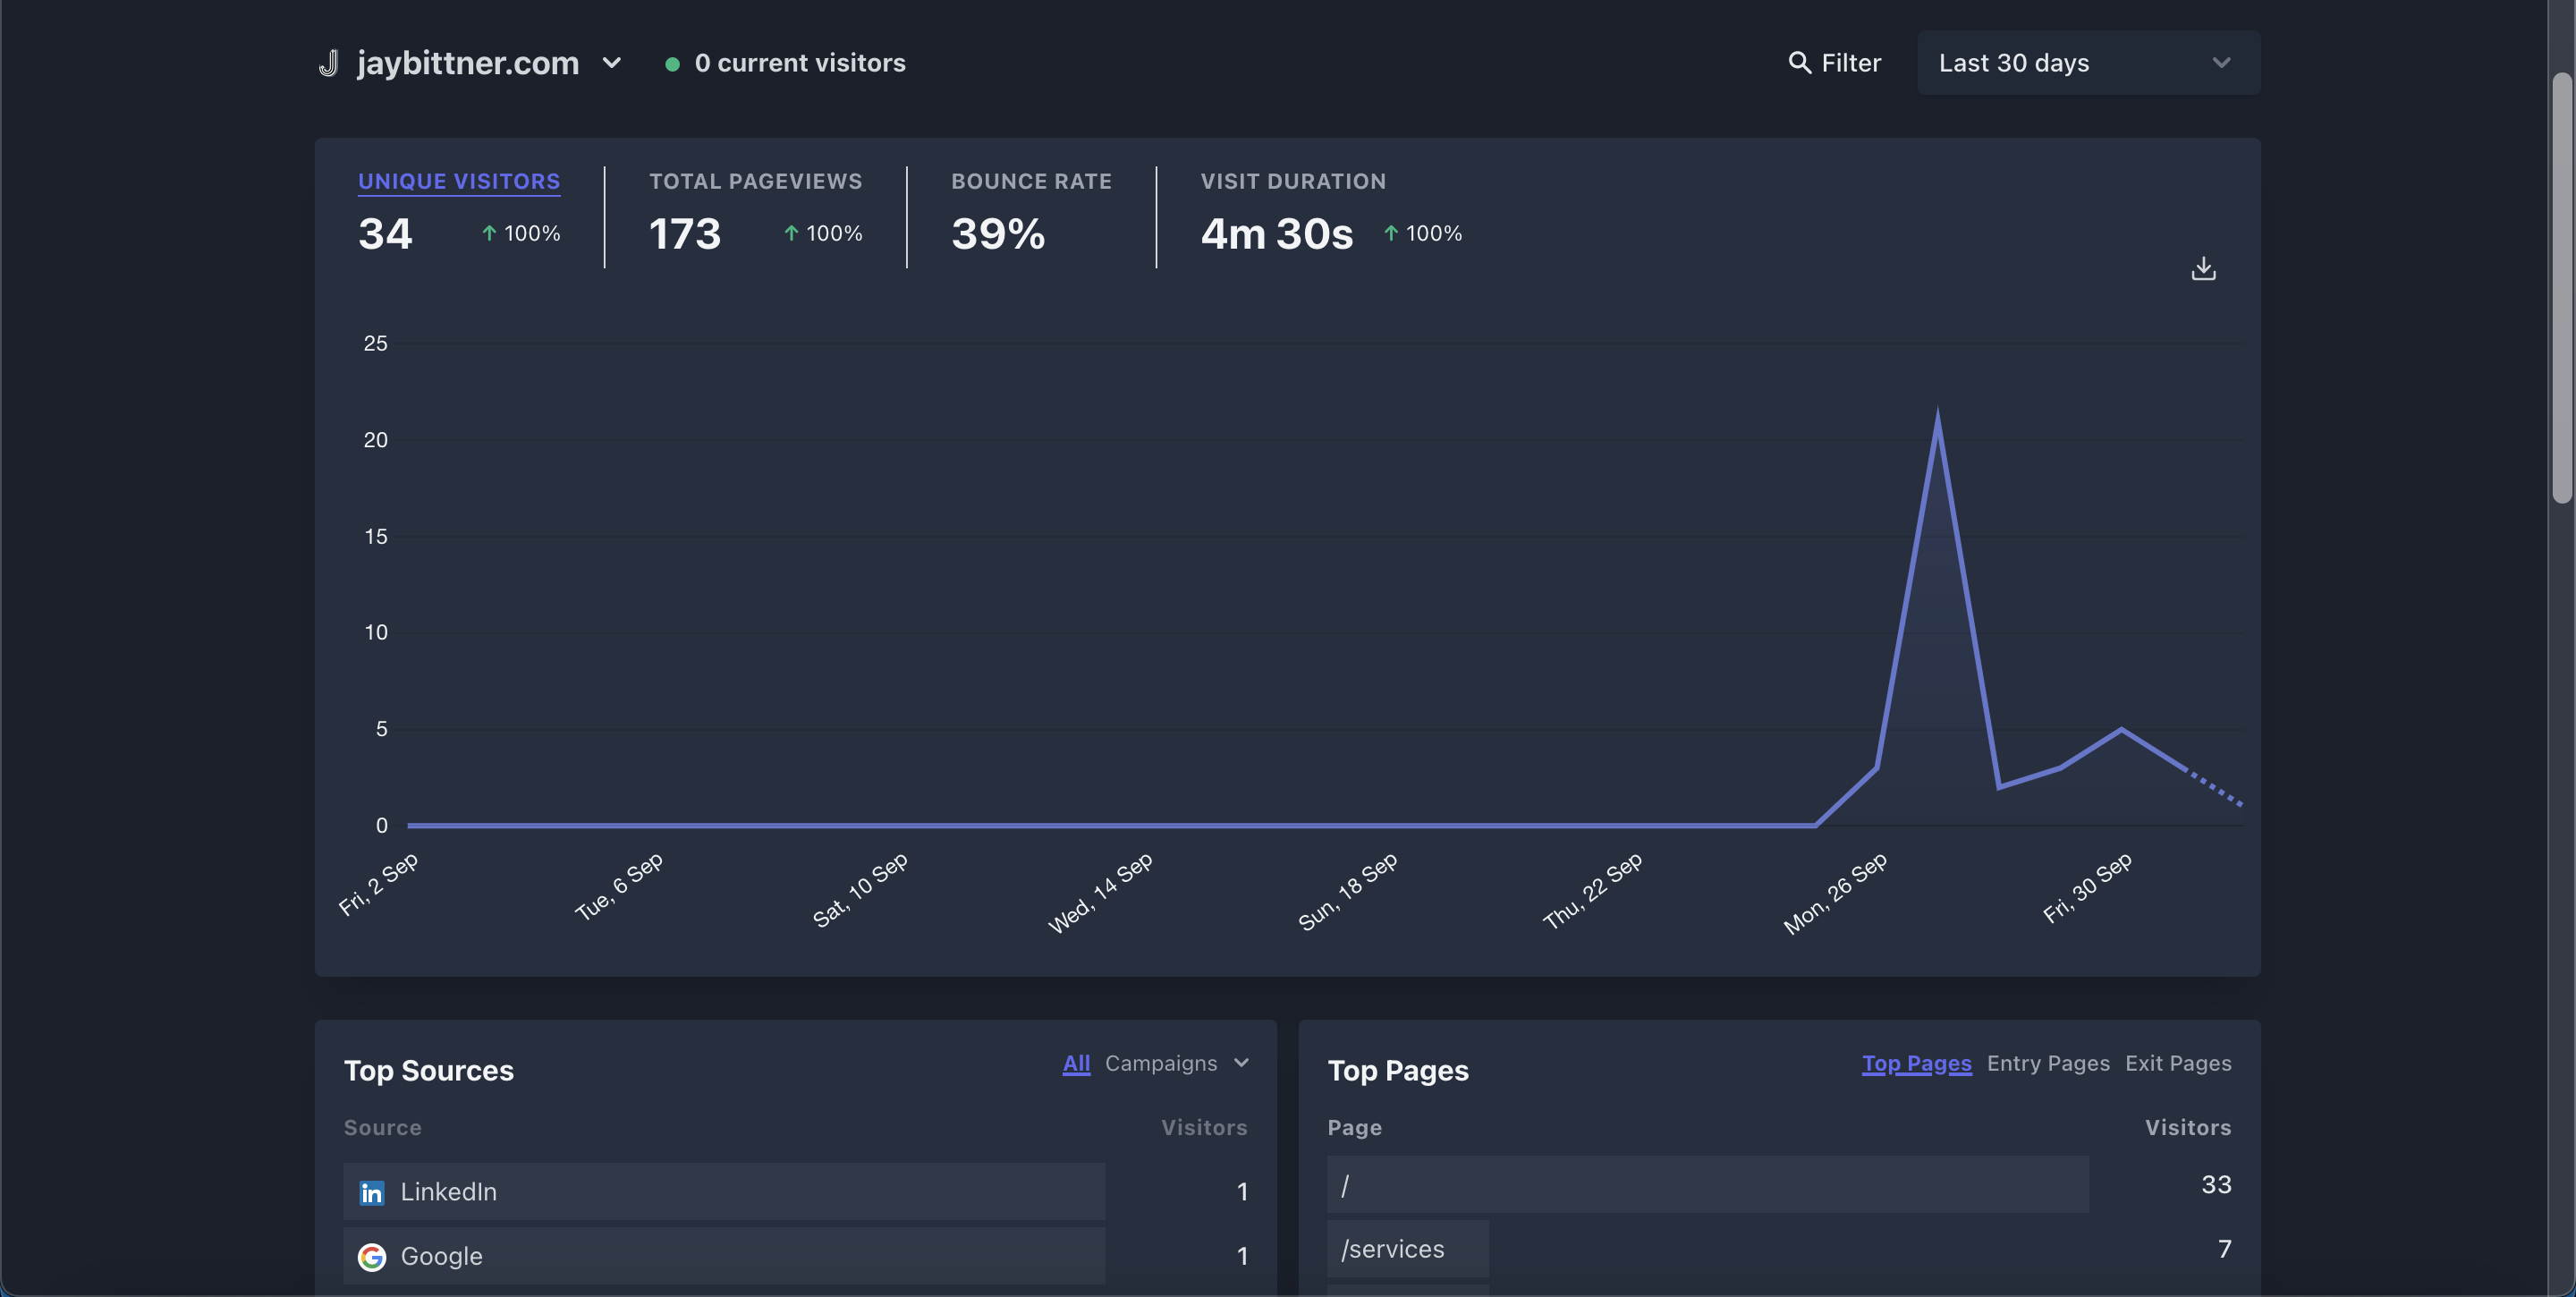 jaybittner.com
0 current visitors
Filter
Last 30 days
UNIQUE VISITORS
34
100%
TOTAL PAGEVIEWS
173
100%
BOUNCE RATE
39%
VISIT DURATION
4m 30s
100%
25
20
15
10
5
0
Fri, 2 Sep
Tue, 6 Sep
Sat, 10 Sep
Wed, 14 Sep
Sun, 18 Sep
Thu, 22 Sep
Mon, 26 Sep
Fri, 30 Sep
Top Sources
All Campaigns
Source Visitors
LinkedIn 1
Google 1
Top Pages
Top Pages Entry Pages Exit Pages
Page Visitors
/ 33
/services 7